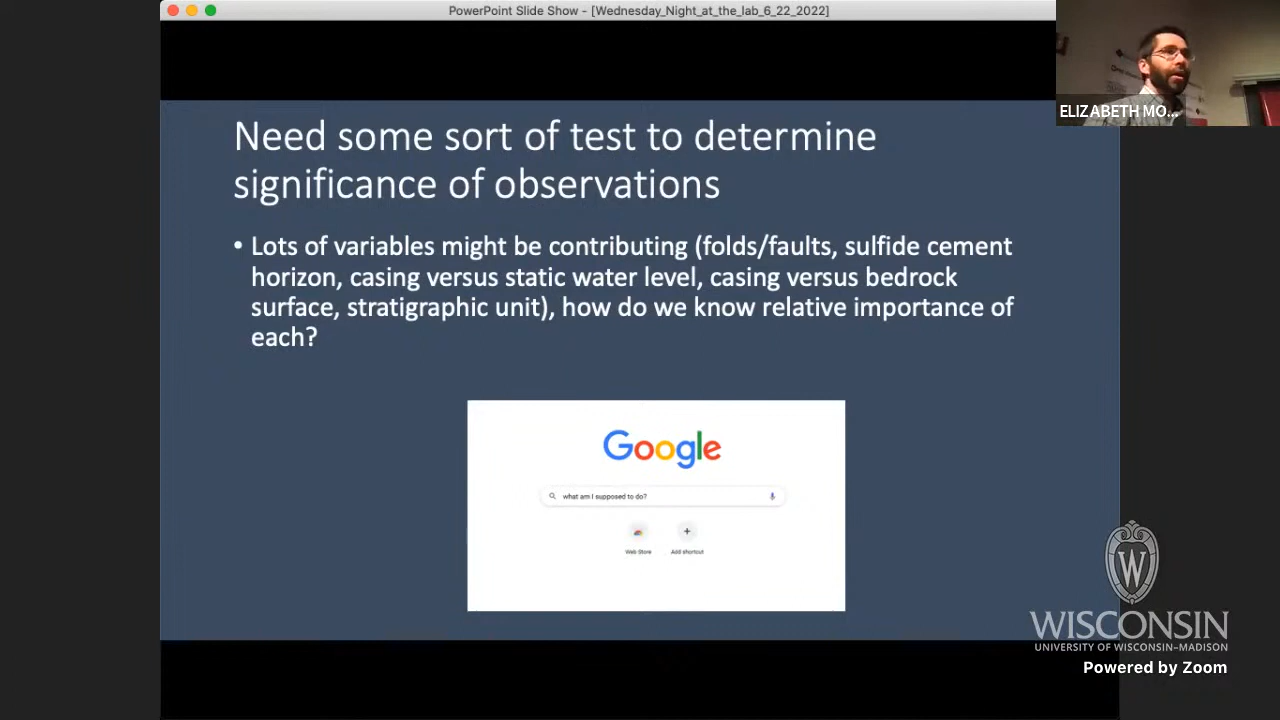 PowerPoint Slide Show - [Wednesday_Night_at_the_lab_6_22_2022]
ELIZABETH MO...
Need some sort of test to determine
significance of observations
• Lots of variables might be contributing (folds/faults, sulfide cement
horizon, casing versus static water level, casing versus bedrock
surface, stratigraphic unit), how do we know relative importance of
each?
Google
what am I supposed to do?
Web Store
Add shortcut
W
WISCONSIN
UNIVERSITY OF WISCONSIN–MADISON
Powered by Zoom